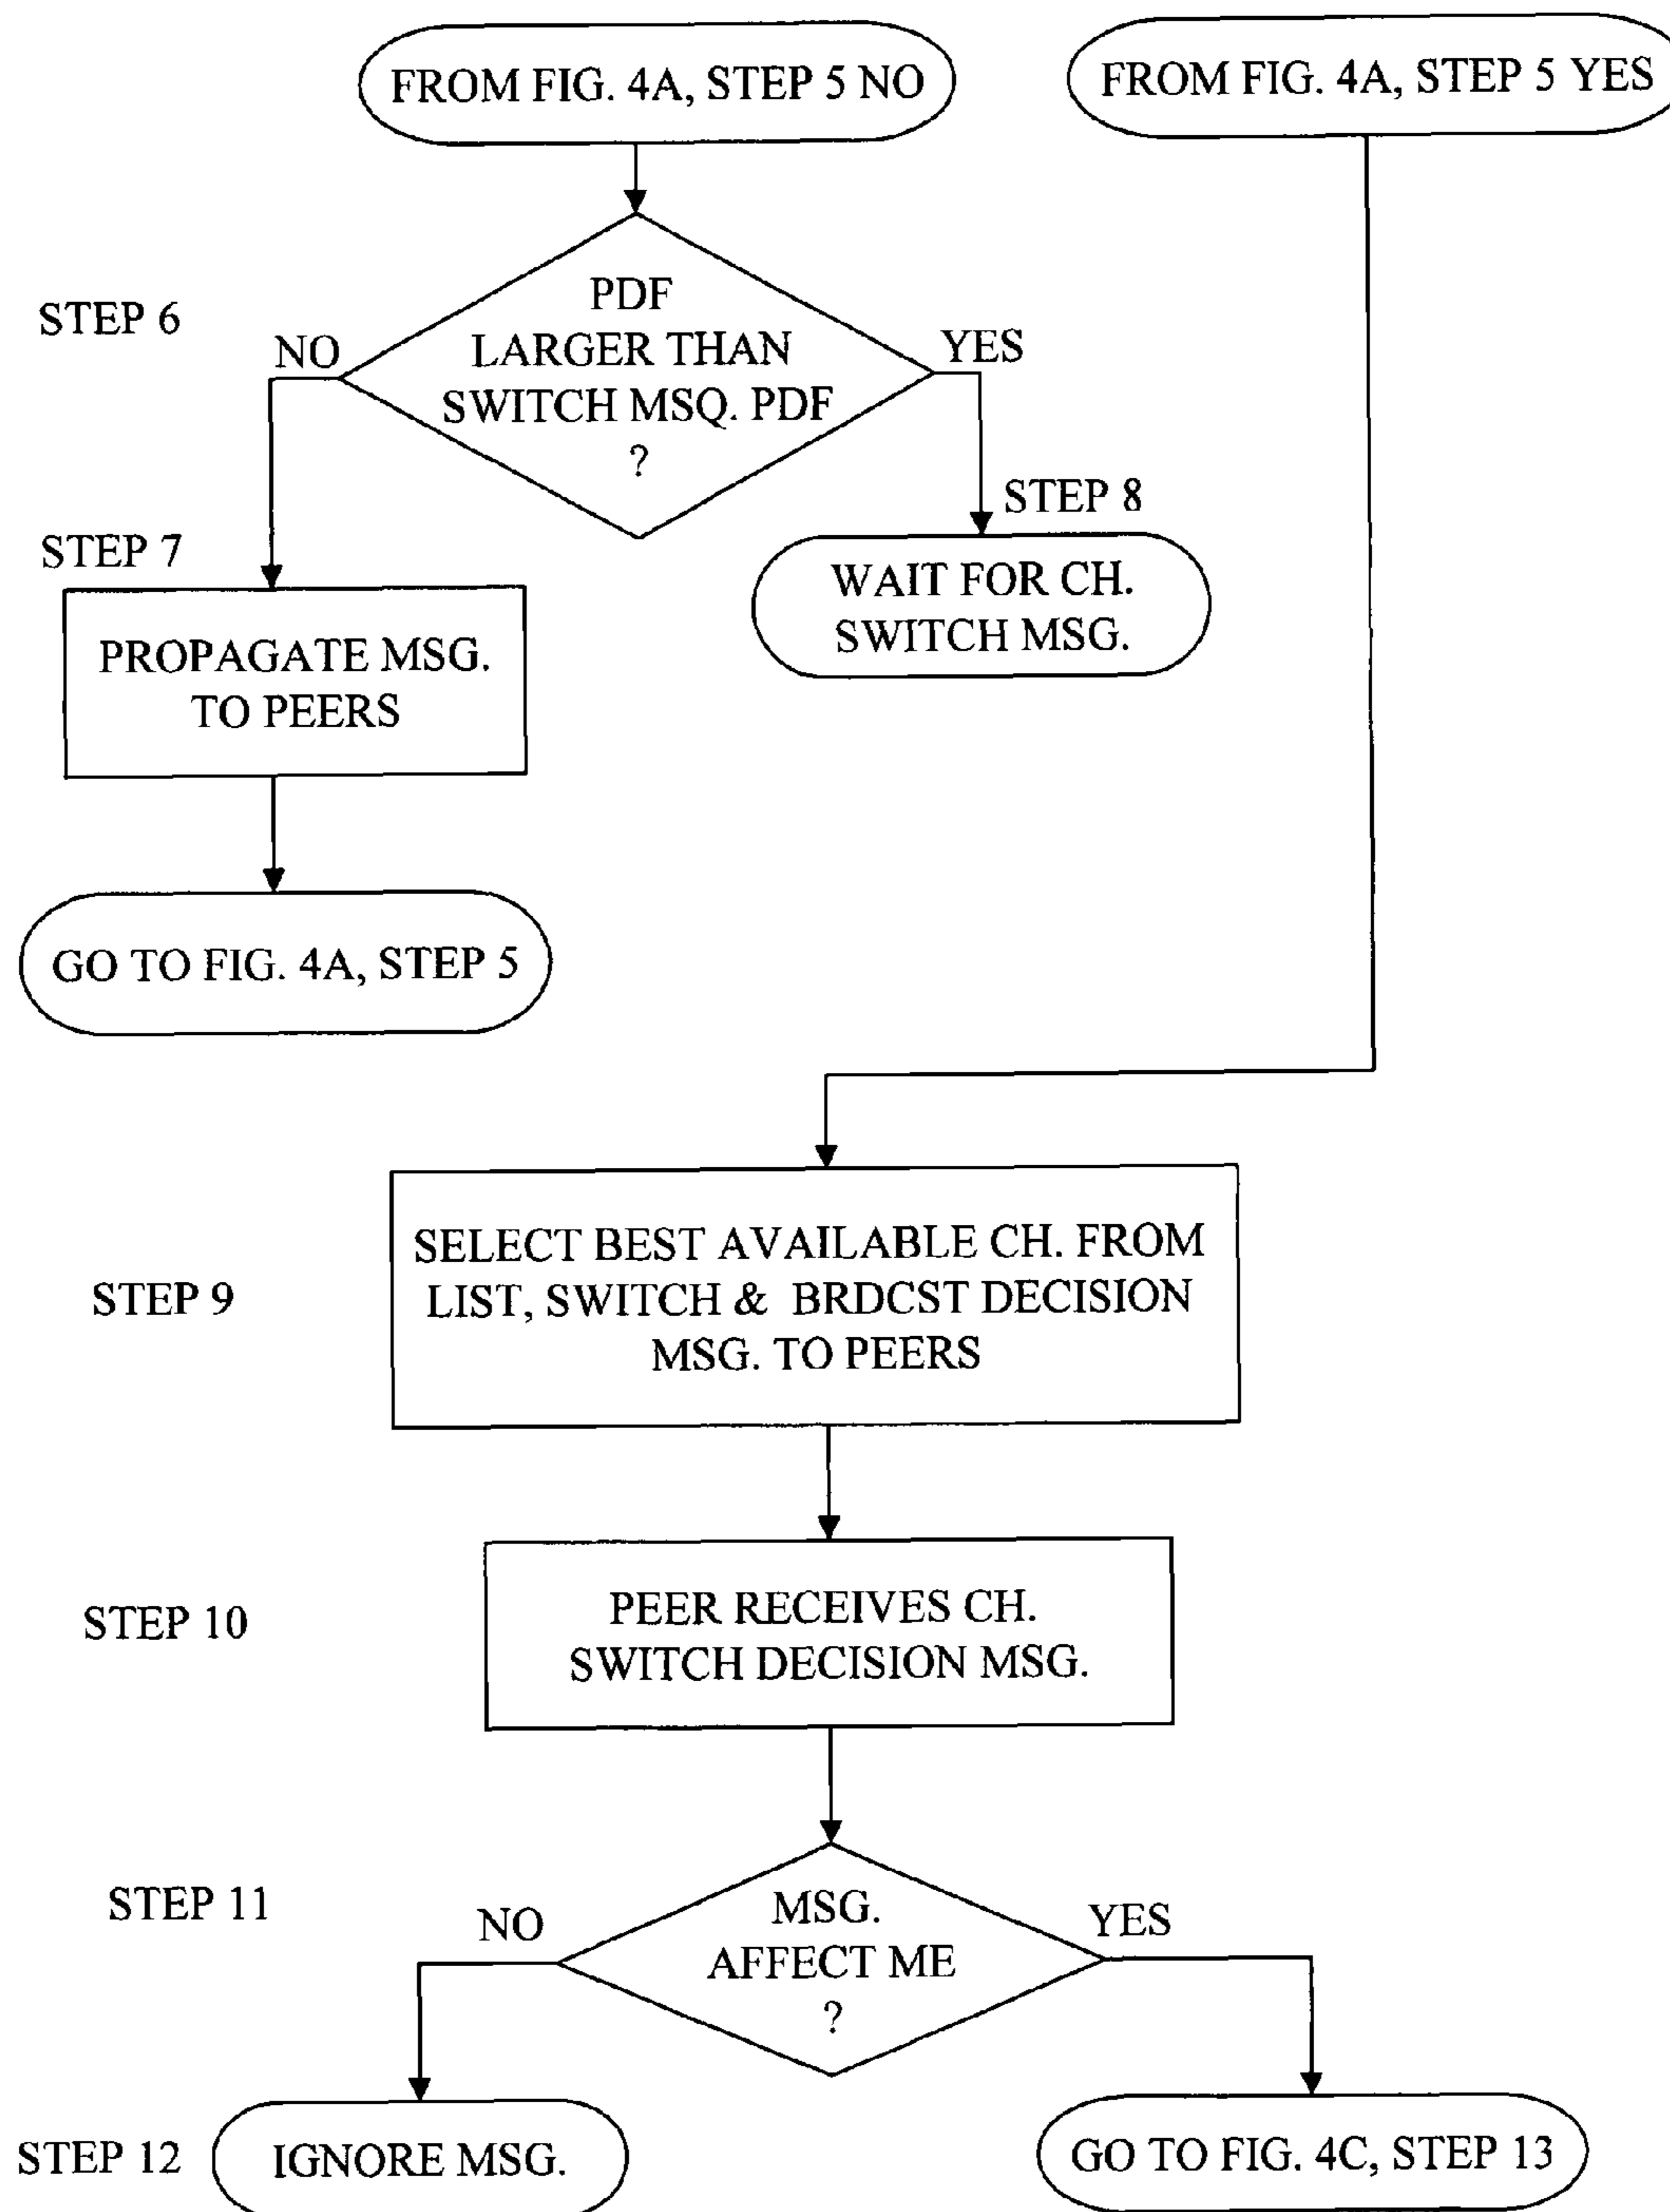 FROM FIG. 4A, STEP 5 NO
FROM FIG. 4A, STEP 5 YES
STEP 6
PDF
LARGER THAN
SWITCH MSQ. PDF
?
NO
YES
STEP 7
STEP 8
PROPAGATE MSG.
TO PEERS
WAIT FOR CH.
SWITCH MSG.
GO TO FIG. 4A, STEP 5
STEP 9
SELECT BEST AVAILABLE CH. FROM
LIST, SWITCH & BRDCST DECISION
MSG. TO PEERS
STEP 10
PEER RECEIVES CH.
SWITCH DECISION MSG.
STEP 11
NO
MSG.
AFFECT ME
?
YES
STEP 12
IGNORE MSG.
GO TO FIG. 4C, STEP 13